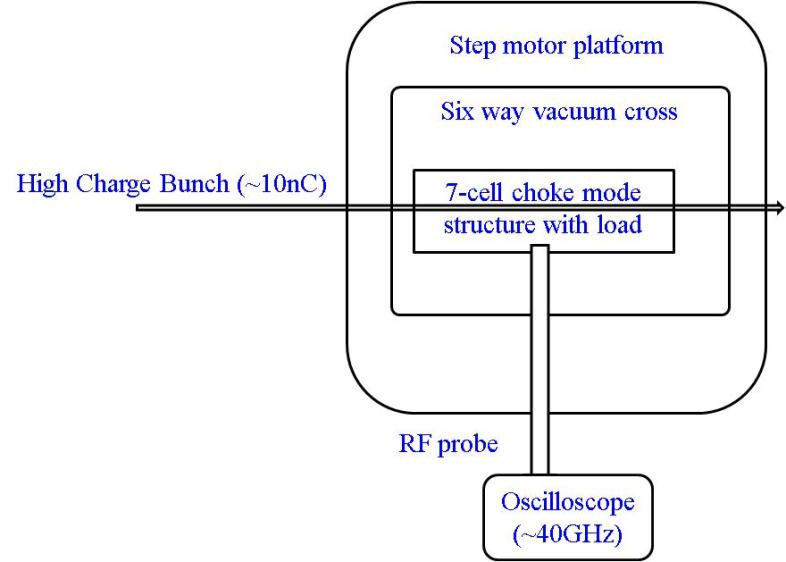 Step motor platform
Six way vacuum cross
High Charge Bunch (~10nC)
7-cell choke mode
structure with load
RF probe
Oscilloscope
(~40GHz)